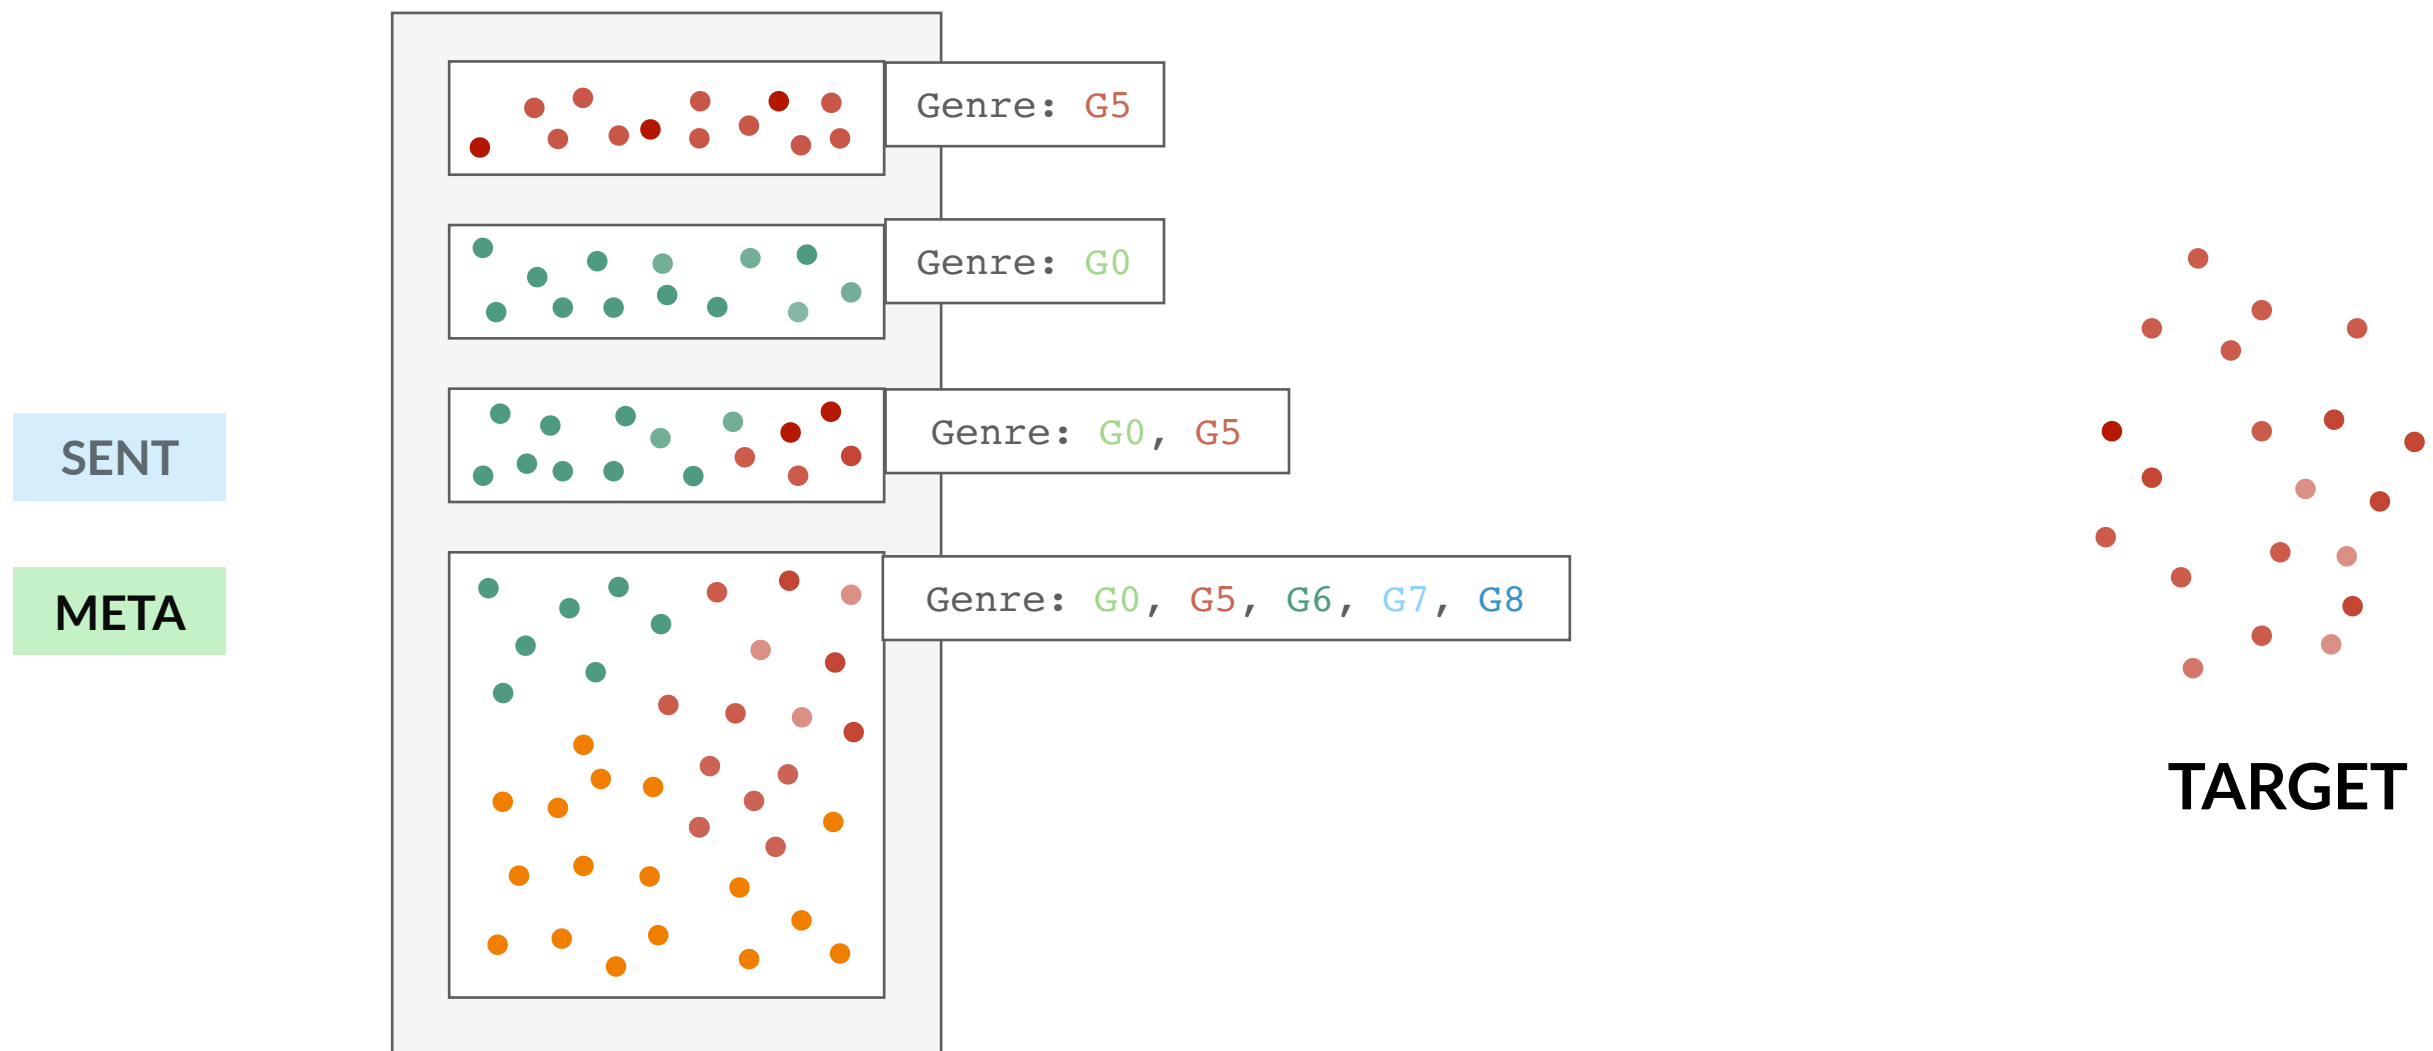 Genre: G5
Genre: G0
Genre: G0, G5
SENT
META
Genre: G0, G5, G6, G7, G8
TARGET